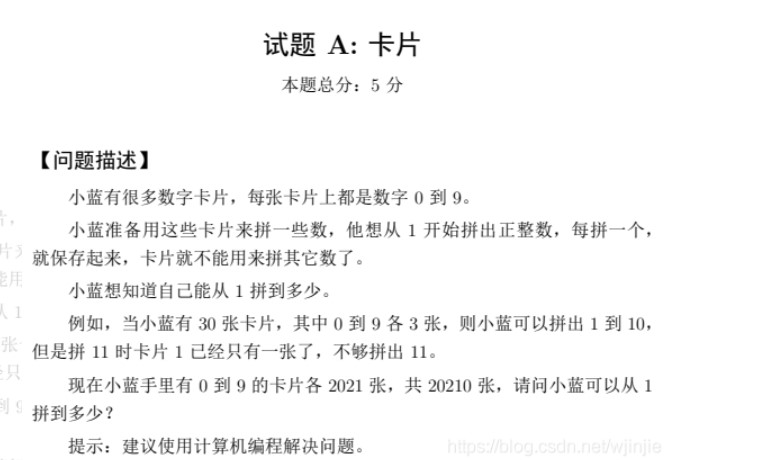 试题 A: 卡片
本题总分：5 分
【问题描述】
小蓝有很多数字卡片，每张卡片上都是数字 0 到 9。
小蓝准备用这些卡片来拼一些数，他想从 1 开始拼出正整数，每拼一个，
就保存起来，卡片就不能用来拼其它数了。
小蓝想知道自己能从 1 拼到多少。
例如，当小蓝有 30 张卡片，其中 0 到 9 各 3 张，则小蓝可以拼出 1 到 10，
但是拼 11 时卡片 1 已经只有一张了，不够拼出 11。
现在小蓝手里有 0 到 9 的卡片各 2021 张，共 20210 张，请问小蓝可以从 1
拼到多少？
提示：建议使用计算机编程解决问题。
https://blog.csdn.net/wjinjie